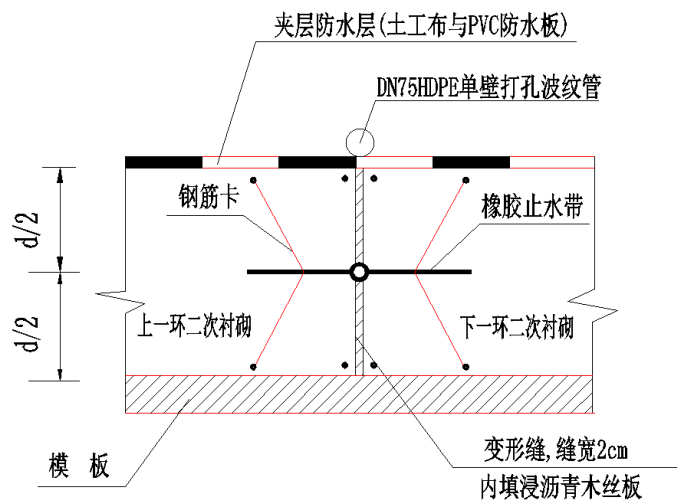 夹层防水层(土工布与PVC防水板)
DN75HDPE单壁打孔波纹管
钢筋卡
橡胶止水带
d/2
d/2
上一环二次衬砌
下一环二次衬砌
模 板
变形缝,缝宽2cm
内填浸沥青木丝板